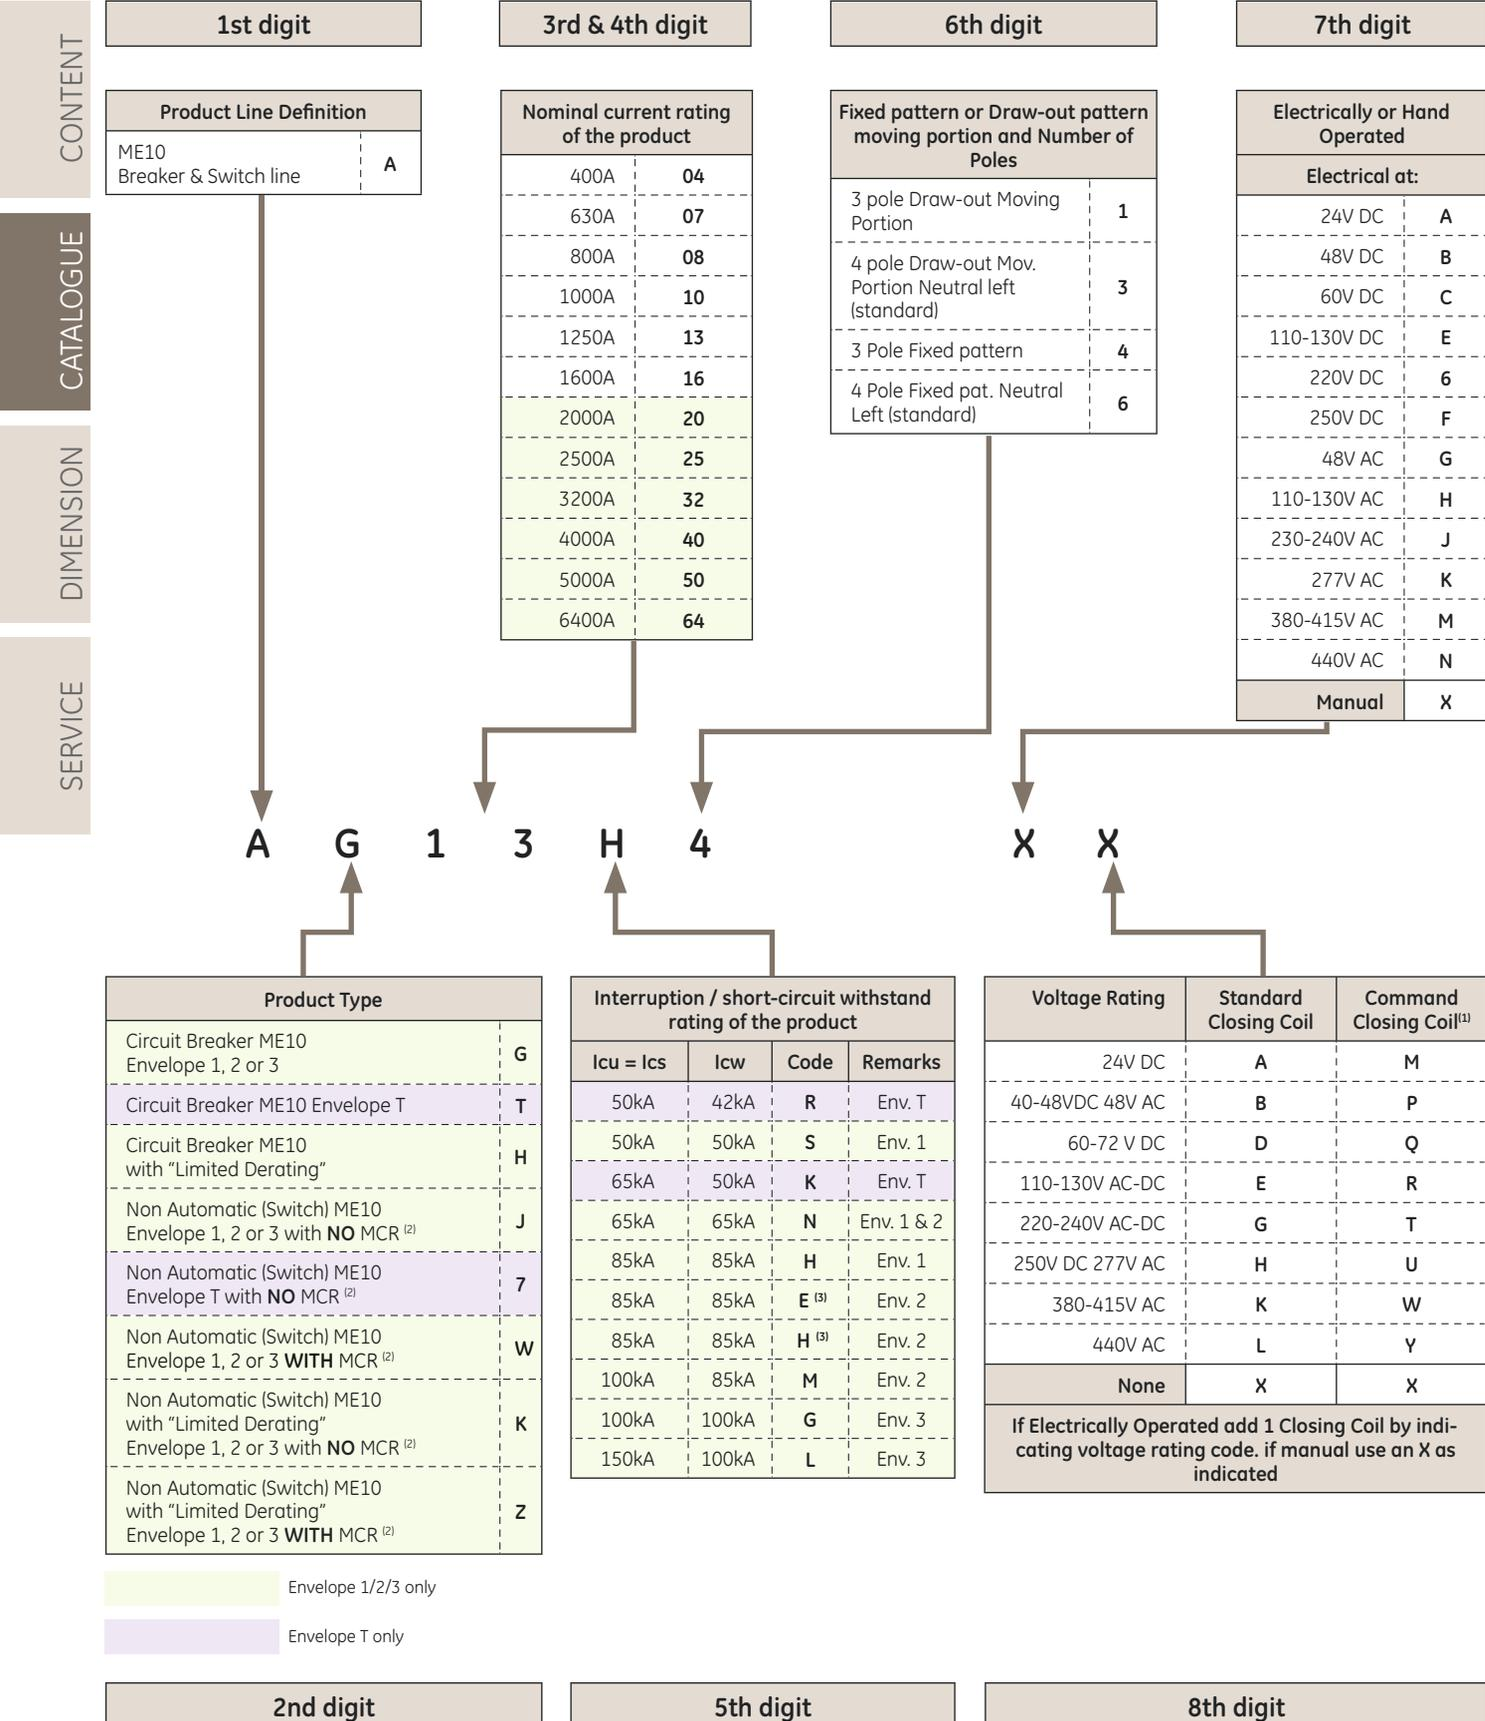 CONTENT
CATALOGUE
DIMENSION
SERVICE
1st digit
Product Line Definition
ME10
Breaker & Switch line
A
3rd & 4th digit
Nominal current rating
of the product
400A 04
630A 07
800A 08
1000A 10
1250A 13
1600A 16
2000A 20
2500A 25
3200A 32
4000A 40
5000A 50
6400A 64
6th digit
Fixed pattern or Draw-out pattern
moving portion and Number of
Poles
3 pole Draw-out Moving
Portion
1
4 pole Draw-out Mov.
Portion Neutral left
(standard)
3
3 Pole Fixed pattern 4
4 Pole Fixed pat. Neutral
Left (standard)
6
7th digit
Electrically or Hand
Operated
Electrical at:
24V DC A
48V DC B
60V DC C
110-130V DC E
220V DC 6
250V DC F
48V AC G
110-130V AC H
230-240V AC J
277V AC K
380-415V AC M
440V AC N
Manual X
A G 1 3 H 4 X X
Product Type
Circuit Breaker ME10
Envelope 1, 2 or 3
G
Circuit Breaker ME10 Envelope T T
Circuit Breaker ME10
with “Limited Derating”
H
Non Automatic (Switch) ME10
Envelope 1, 2 or 3 with NO MCR (2)
J
Non Automatic (Switch) ME10
Envelope T with NO MCR (2)
7
Non Automatic (Switch) ME10
Envelope 1, 2 or 3 WITH MCR (2)
W
Non Automatic (Switch) ME10
with “Limited Derating”
Envelope 1, 2 or 3 with NO MCR (2)
K
Non Automatic (Switch) ME10
with “Limited Derating”
Envelope 1, 2 or 3 WITH MCR (2)
Z
Envelope 1/2/3 only
Envelope T only
2nd digit
Interruption / short-circuit withstand
rating of the product
Icu = Ics Icw Code Remarks
50kA 42kA R Env. T
50kA 50kA S Env. 1
65kA 50kA K Env. T
65kA 65kA N Env. 1 & 2
85kA 85kA H Env. 1
85kA 85kA E (3) Env. 2
85kA 85kA H (3) Env. 2
100kA 85kA M Env. 2
100kA 100kA G Env. 3
150kA 100kA L Env. 3
5th digit
Voltage Rating
Standard
Closing Coil
Command
Closing Coil(1)
24V DC A M
40-48VDC 48V AC B P
60-72 V DC D Q
110-130V AC-DC E R
220-240V AC-DC G T
250V DC 277V AC H U
380-415V AC K W
440V AC L Y
None X X
If Electrically Operated add 1 Closing Coil by indi-
cating voltage rating code. if manual use an X as
indicated
8th digit